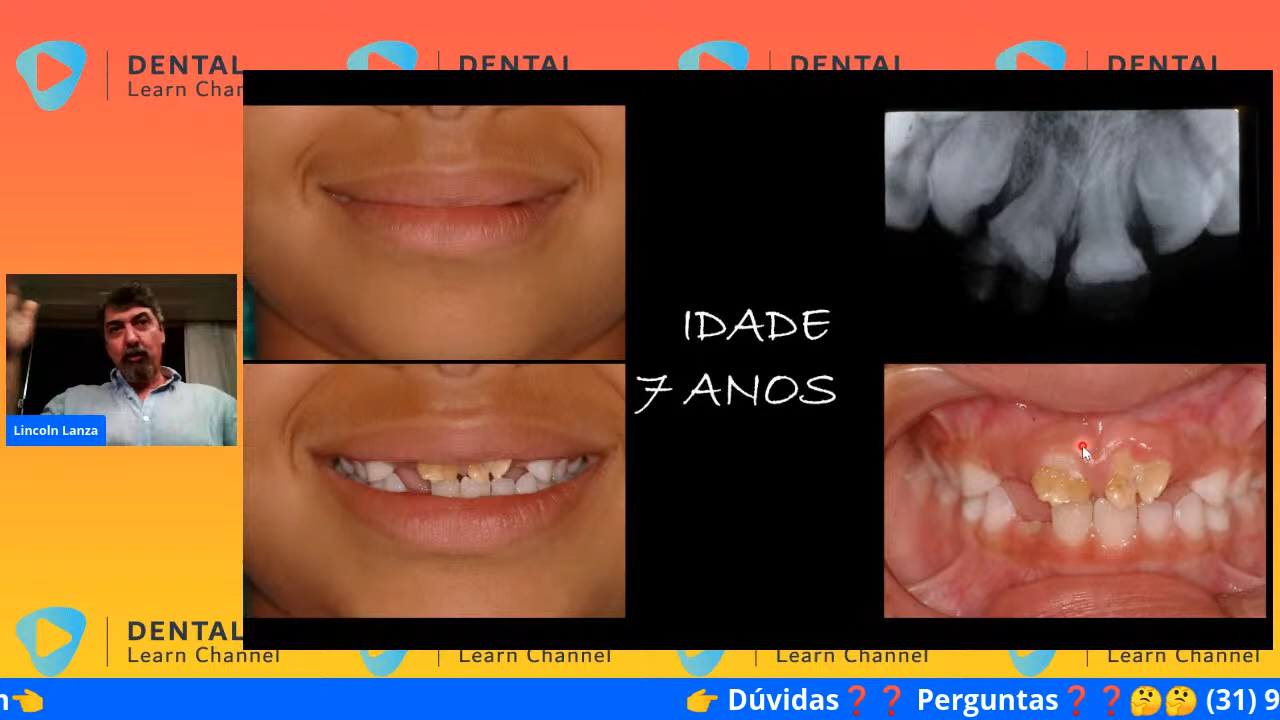 DENTAL
Learn Chan
DENTAL
DENTAL
DENTAL
IDADE
7 ANOS
Lincoln Lanza
DENTAL
Learn Channel
Learn Channel
Learn Channel
Learn Channel
n👈
👉 Dúvidas❓❓ Perguntas❓❓🤔🤔 (31) 9